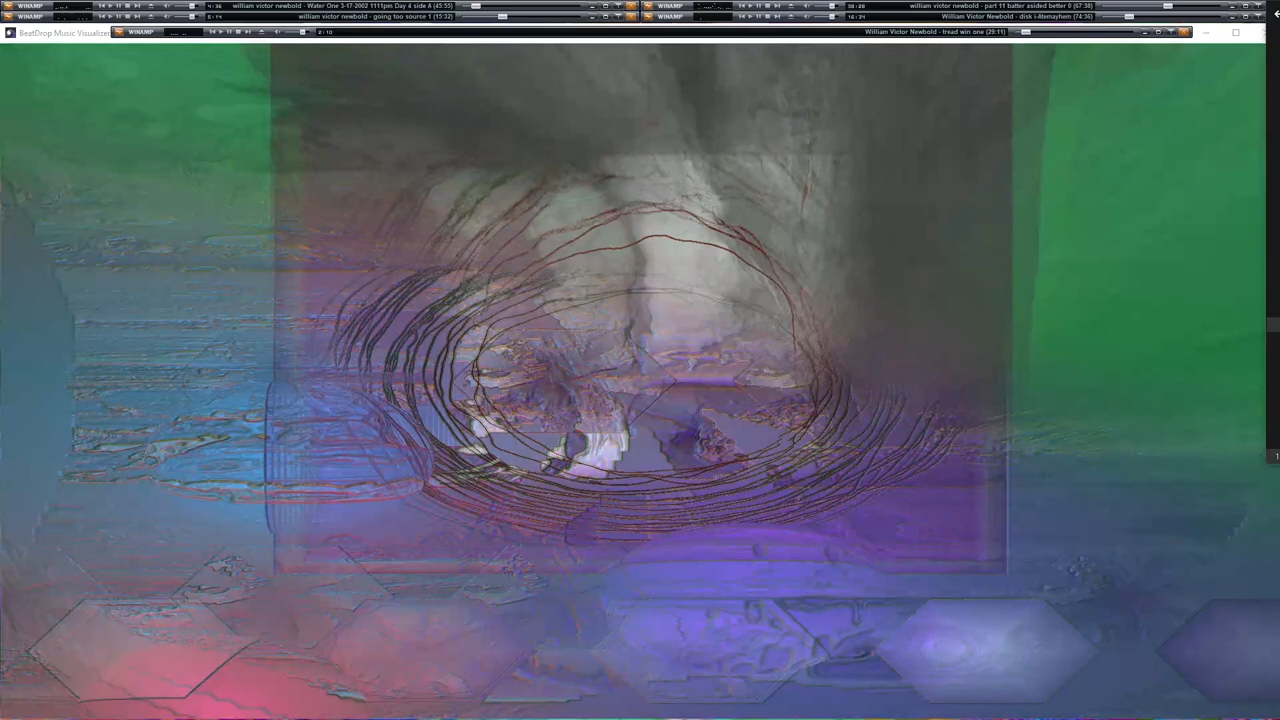 WINAMP 4:36 william victor newbold - Water One 3-17-2002 1111pm Day 4 side A (45:55) WINAMP 38:28 william victor newbold - part 11 batter asided better 0 (67:38)
WINAMP 5:14 william victor newbold - going too source 1 (15:32) WINAMP 16:24 William Victor Newbold - disk i-Atemayhem (74:36)
BeatDrop Music Visualizer WINAMP 2:10 William Victor Newbold - tread win one (29:11)
1